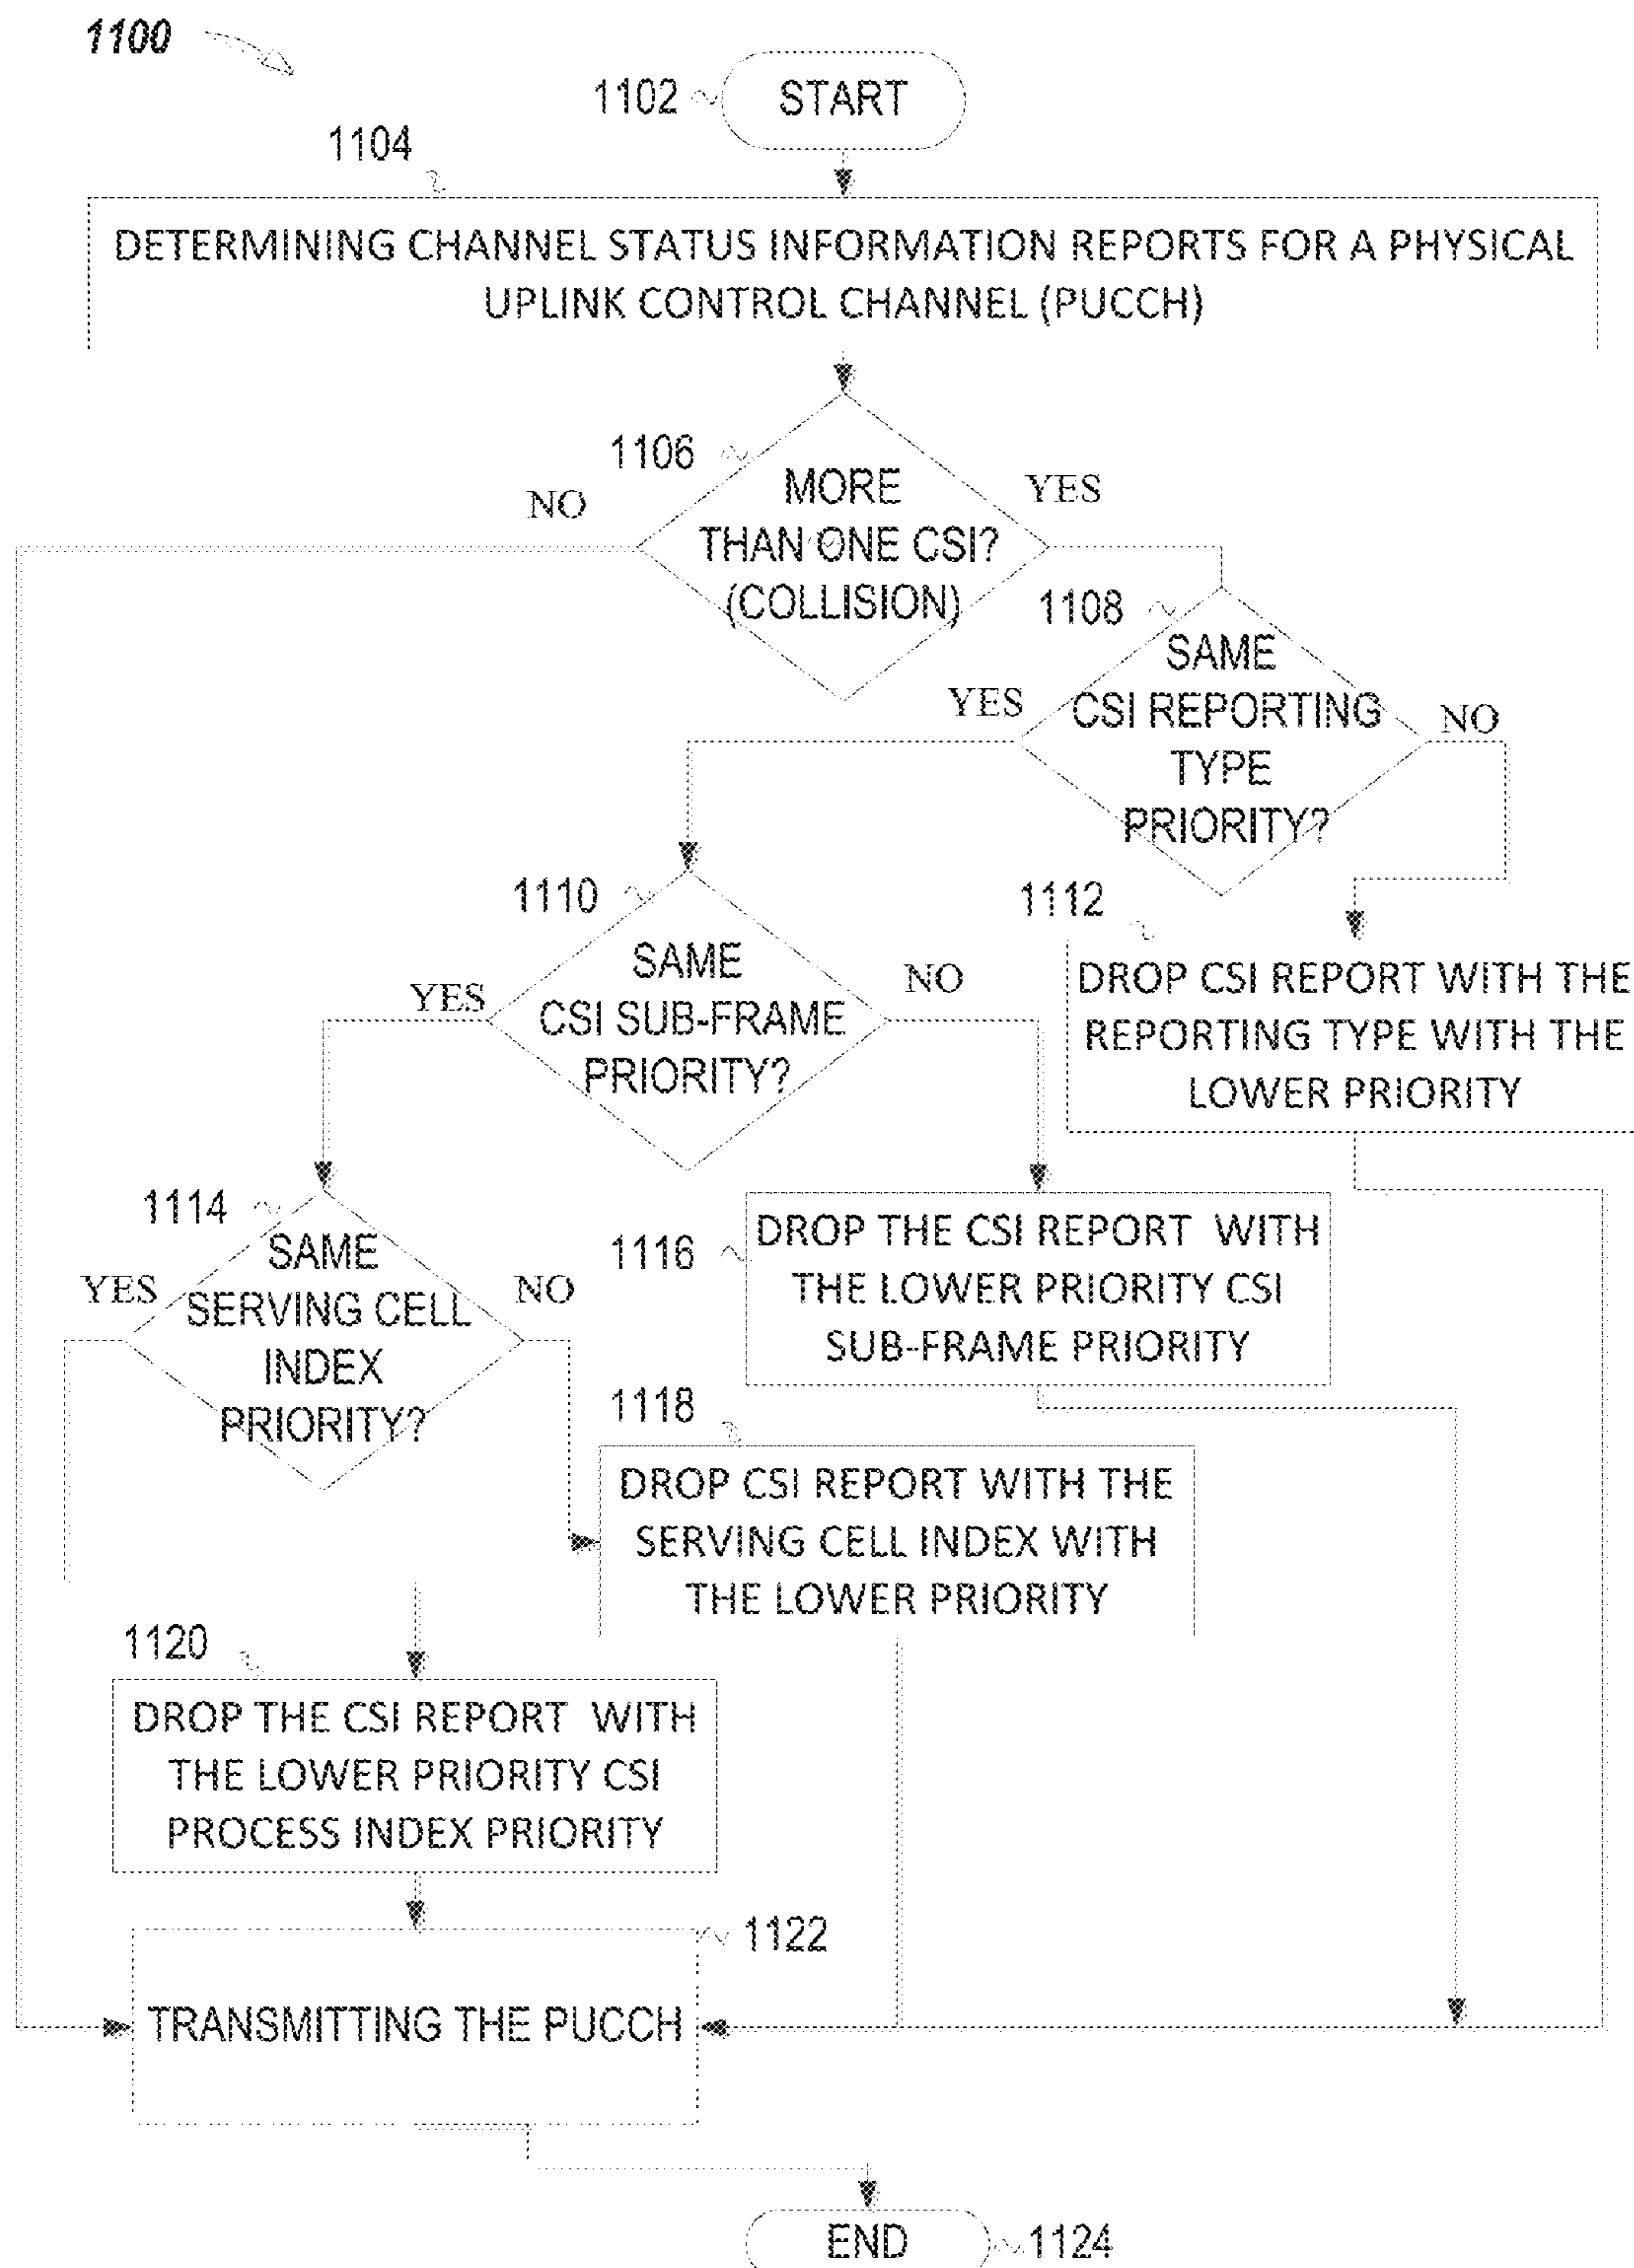 1100
1102
START
1104
DETERMINING CHANNEL STATUS INFORMATION REPORTS FOR A PHYSICAL
UPLINK CONTROL CHANNEL (PUCCH)
1106
NO
YES
MORE
THAN ONE CSI?
(COLLISION)
1108
YES
NO
SAME
CSI REPORTING
TYPE
PRIORITY?
1110
YES
NO
SAME
CSI SUB-FRAME
PRIORITY?
1112
DROP CSI REPORT WITH THE
REPORTING TYPE WITH THE
LOWER PRIORITY
1114
YES
NO
SAME
SERVING CELL
INDEX
PRIORITY?
1116
DROP THE CSI REPORT WITH
THE LOWER PRIORITY CSI
SUB-FRAME PRIORITY
1118
DROP CSI REPORT WITH THE
SERVING CELL INDEX WITH
THE LOWER PRIORITY
1120
DROP THE CSI REPORT WITH
THE LOWER PRIORITY CSI
PROCESS INDEX PRIORITY
1122
TRANSMITTING THE PUCCH
END
1124